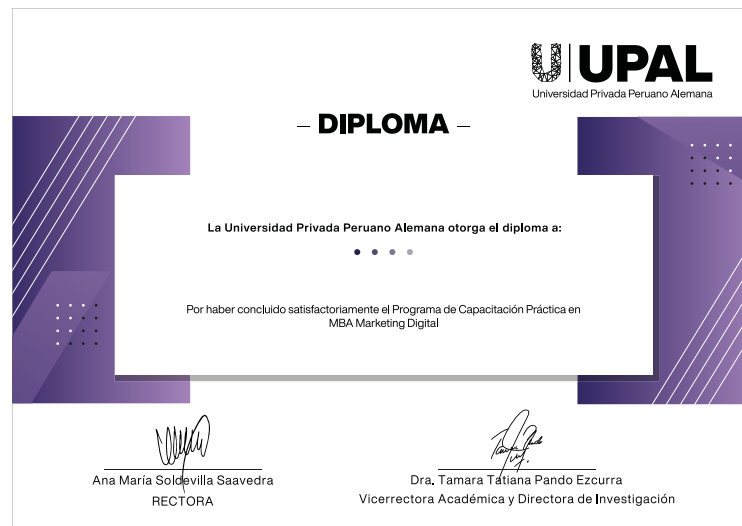 UPAL
Universidad Privada Peruano Alemana
– DIPLOMA –
La Universidad Privada Peruano Alemana otorga el diploma a:
Por haber concluido satisfactoriamente el Programa de Capacitación Práctica en
MBA Marketing Digital
Ana María Soldevilla Saavedra
RECTORA
Dra. Tamara Tatiana Pando Ezcurra
Vicerrectora Académica y Directora de Investigación